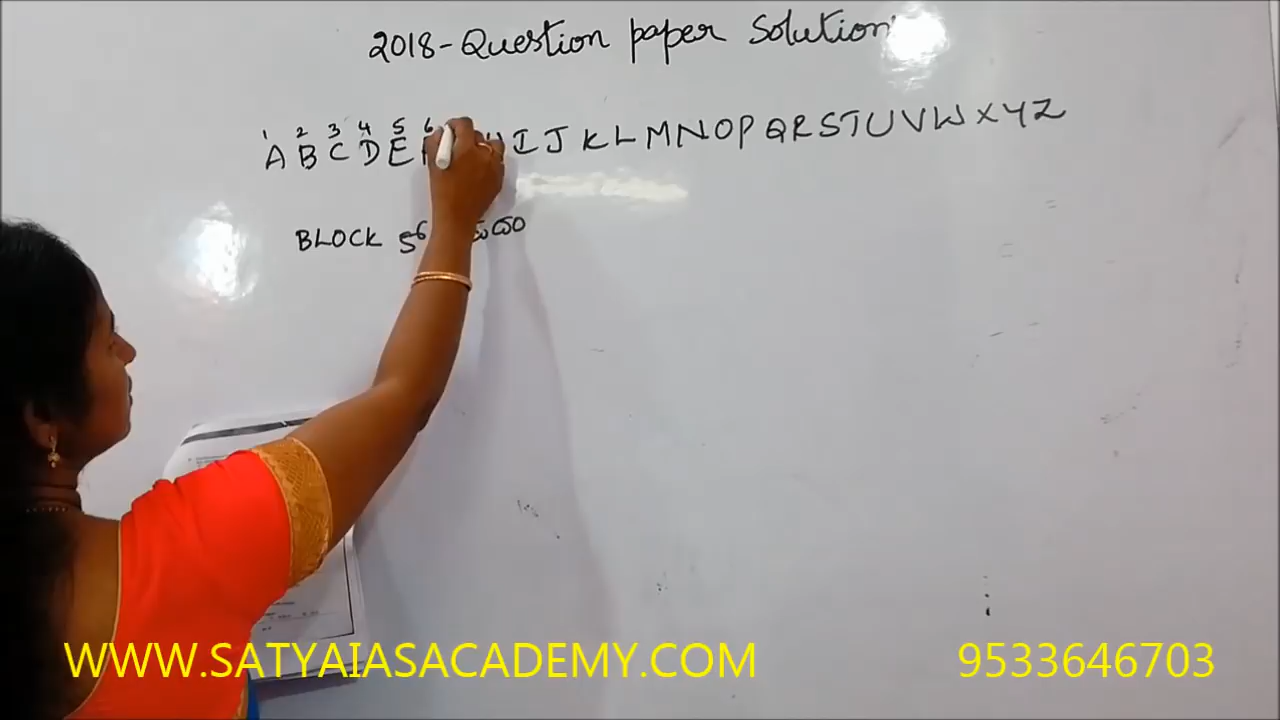 2018-Question paper Solution
1 2 3 4 5 6
A B C D E I J K L M N O P Q R S T U V W X Y Z
BLOCK
WWW.SATYAIASACADEMY.COM 9533646703